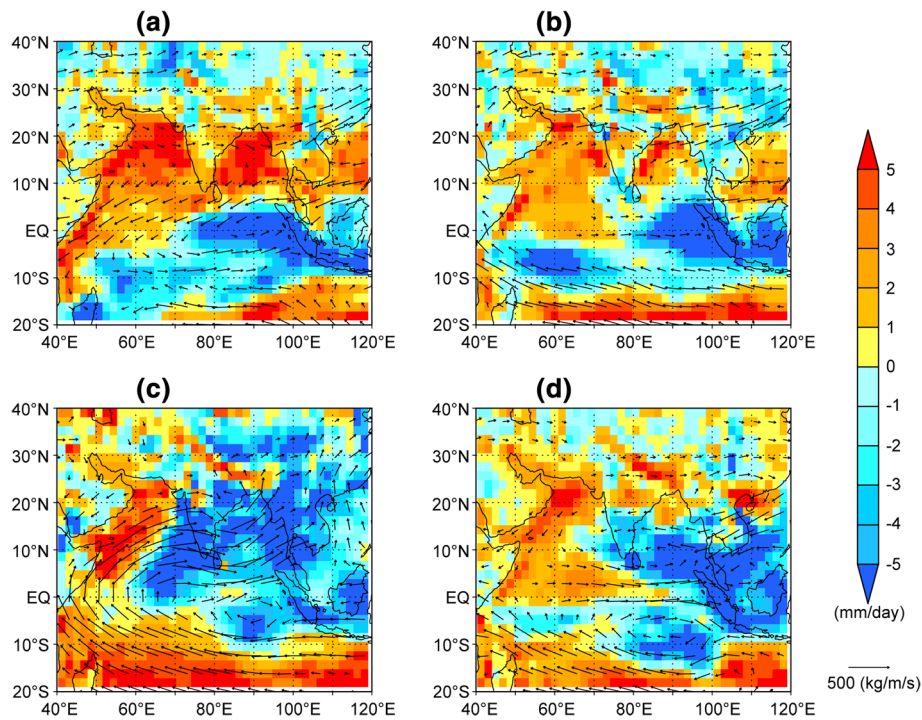 (a) (b)
40°N 40°N
30°N 30°N
20°N 20°N
10°N 10°N
EQ EQ
10°S 10°S
20°S 20°S
40°E 60°E 80°E 100°E 120°E 40°E 60°E 80°E 100°E 120°E
(c) (d)
40°N 40°N
30°N 30°N
20°N 20°N
10°N 10°N
EQ EQ
10°S 10°S
20°S 20°S
40°E 60°E 80°E 100°E 120°E 40°E 60°E 80°E 100°E 120°E
5
4
3
2
1
0
-1
-2
-3
-4
-5
(mm/day)
500 (kg/m/s)